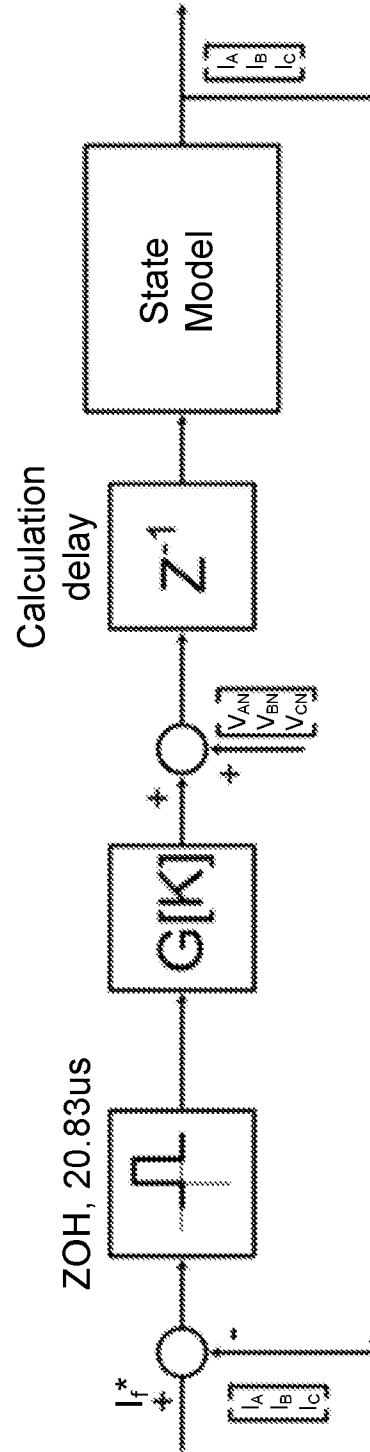 I_f*
+
-
I_A
I_B
I_C
ZOH, 20.83us
G[K]
+
+
V_AN
V_BN
V_CN
Calculation
delay
Z^-1
State
Model
I_A
I_B
I_C